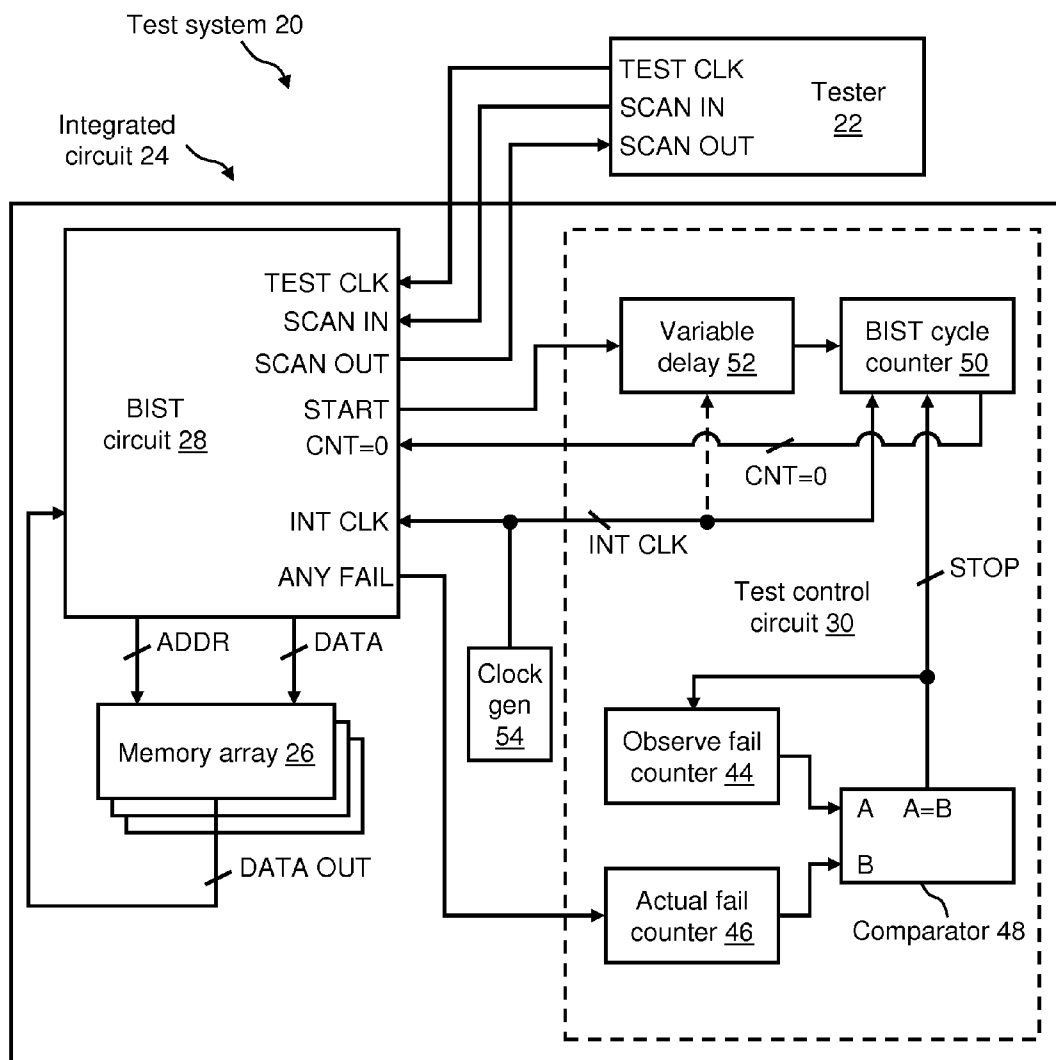 Test system 20
TEST CLK
SCAN IN
SCAN OUT
Tester
22
Integrated
circuit 24
TEST CLK
SCAN IN
SCAN OUT
START
CNT=0
INT CLK
ANY FAIL
BIST
circuit 28
Variable
delay 52
BIST cycle
counter 50
CNT=0
INT CLK
STOP
Test control
circuit 30
ADDR
DATA
Clock
gen
54
Memory array 26
DATA OUT
Observe fail
counter 44
A A=B
B
Actual fail
counter 46
Comparator 48